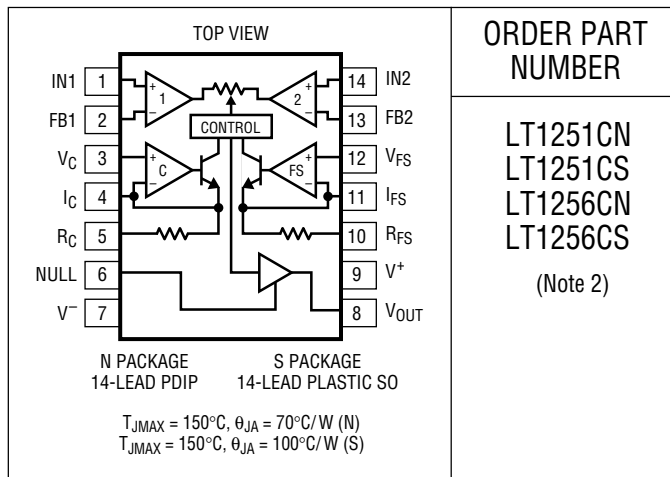 TOP VIEW
IN1 1
FB1 2
VC 3
IC 4
RC 5
NULL 6
V– 7
14 IN2
13 FB2
12 VFS
11 IFS
10 RFS
9 V+
8 VOUT
+
–
1
+
–
2
CONTROL
+
–
C
+
–
FS
N PACKAGE
14-LEAD PDIP
S PACKAGE
14-LEAD PLASTIC SO
TJMAX = 150°C, θJA = 70°C/W (N)
TJMAX = 150°C, θJA = 100°C/W (S)
ORDER PART
NUMBER
LT1251CN
LT1251CS
LT1256CN
LT1256CS
(Note 2)